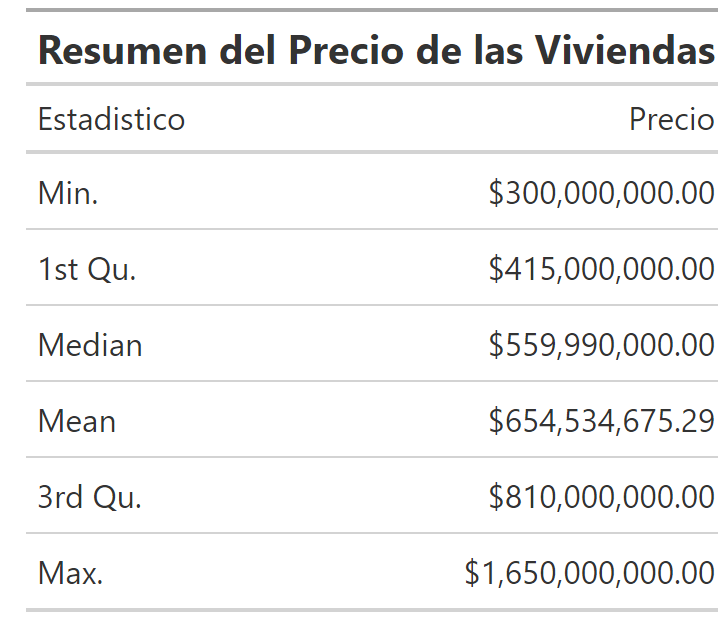 Resumen del Precio de las Viviendas
Estadistico Precio
Min. $300,000,000.00
1st Qu. $415,000,000.00
Median $559,990,000.00
Mean $654,534,675.29
3rd Qu. $810,000,000.00
Max. $1,650,000,000.00